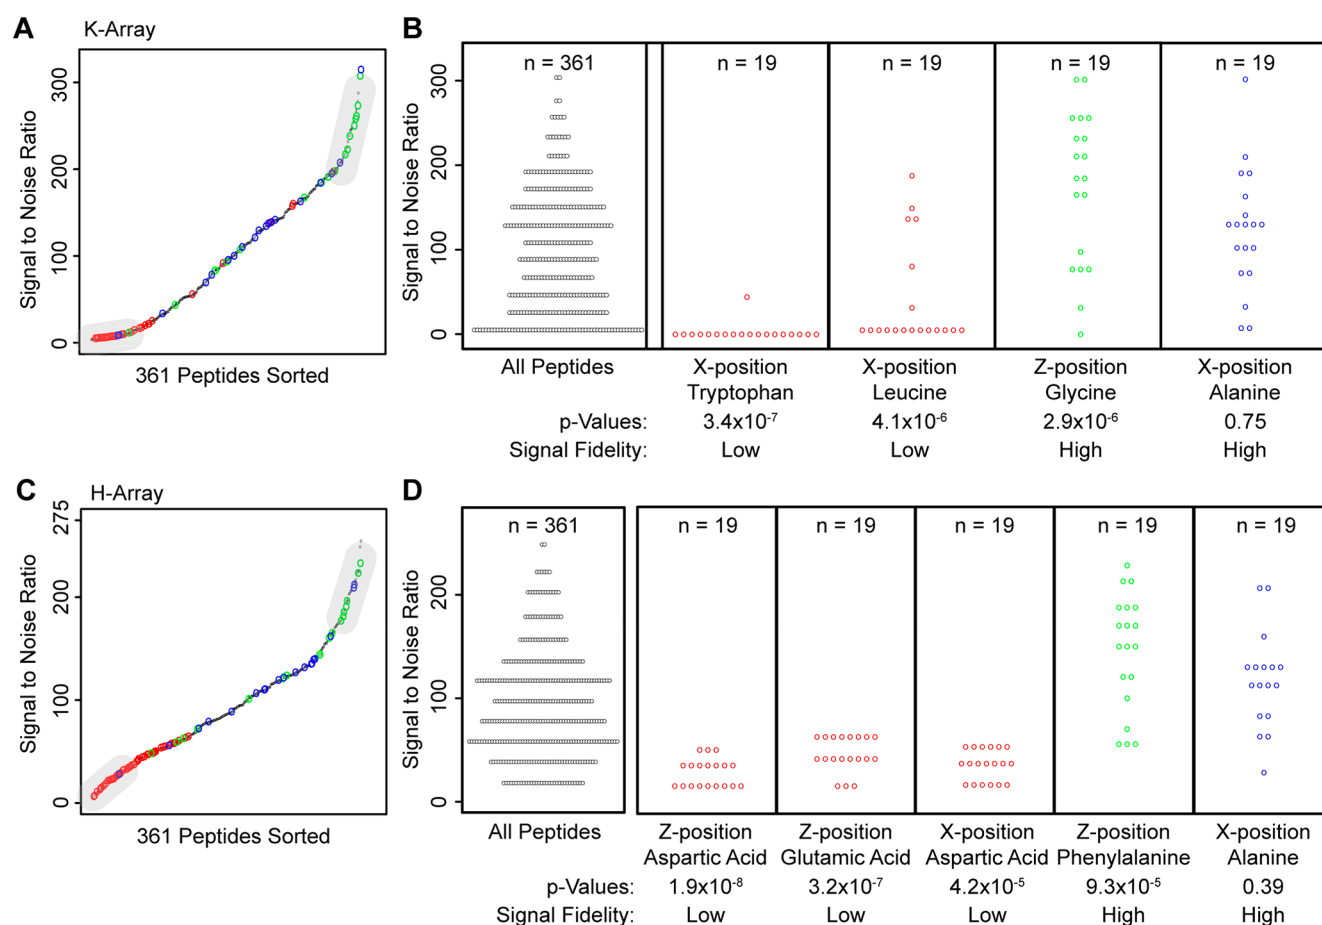 A
K-Array
Signal to Noise Ratio
300
200
100
0
361 Peptides Sorted
B
Signal to Noise Ratio
300
200
100
0
n = 361
n = 19
n = 19
n = 19
n = 19
All Peptides
X-position
Tryptophan
X-position
Leucine
Z-position
Glycine
X-position
Alanine
p-Values:
3.4x10⁻⁷
4.1x10⁻⁶
2.9x10⁻⁶
0.75
Signal Fidelity:
Low
Low
High
High
C
H-Array
Signal to Noise Ratio
275
200
100
0
361 Peptides Sorted
D
Signal to Noise Ratio
200
100
0
n = 361
n = 19
n = 19
n = 19
n = 19
n = 19
All Peptides
Z-position
Aspartic Acid
Z-position
Glutamic Acid
X-position
Aspartic Acid
Z-position
Phenylalanine
X-position
Alanine
p-Values:
1.9x10⁻⁸
3.2x10⁻⁷
4.2x10⁻⁵
9.3x10⁻⁵
0.39
Signal Fidelity:
Low
Low
Low
High
High